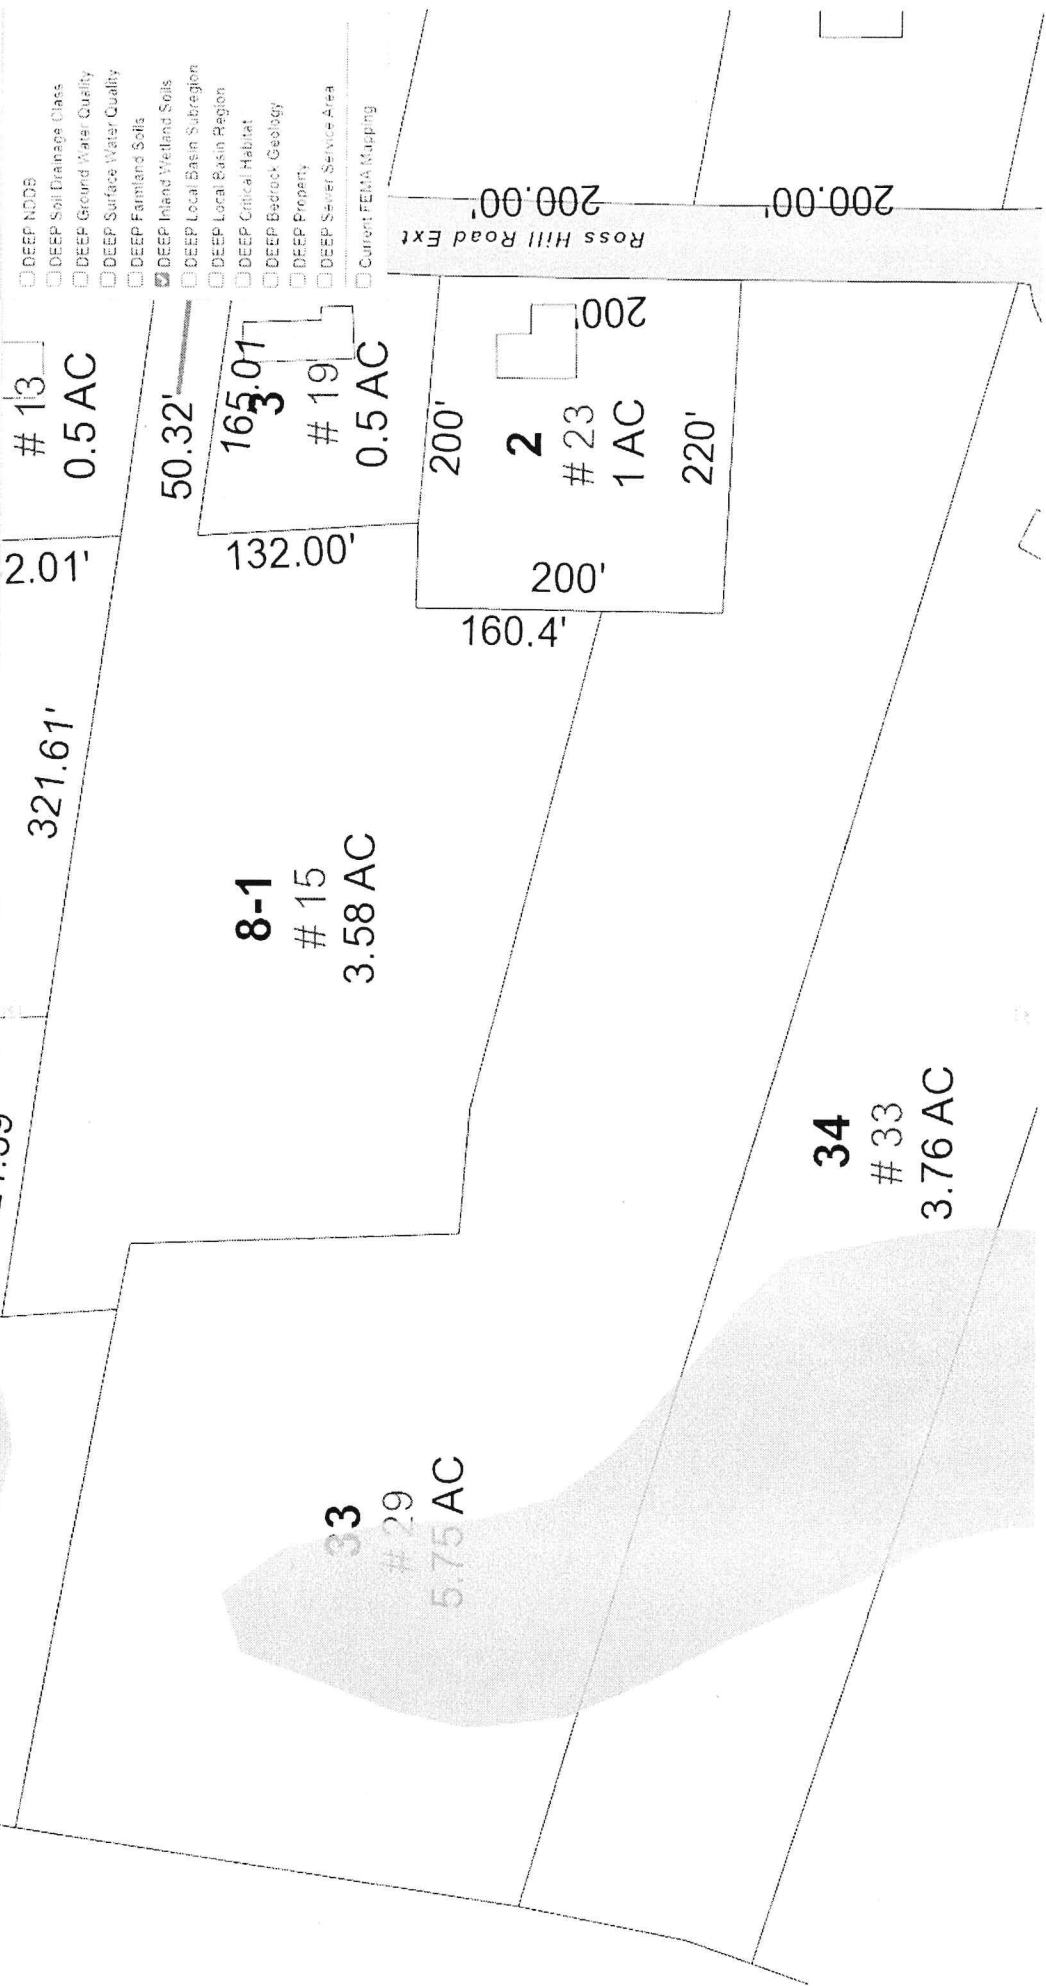 DEEP NDDB
DEEP Soil Drainage Class
DEEP Ground Water Quality
DEEP Surface Water Quality
DEEP Farmland Soils
DEEP Inland Wetland Soils
DEEP Local Basin Subregion
DEEP Local Basin Region
DEEP Critical Habitat
DEEP Bedrock Geology
DEEP Property
DEEP Sewer Service Area
Current FEMA Mapping
# 13
0.5 AC
2.01'
50.32'
321.61'
165.01
3
# 19
0.5 AC
132.00'
200'
2
# 23
1 AC
220'
200'
200'
160.4'
Ross Hill Road Ext
200.00'
200.00'
8-1
# 15
3.58 AC
33
# 29
5.75 AC
34
# 33
3.76 AC